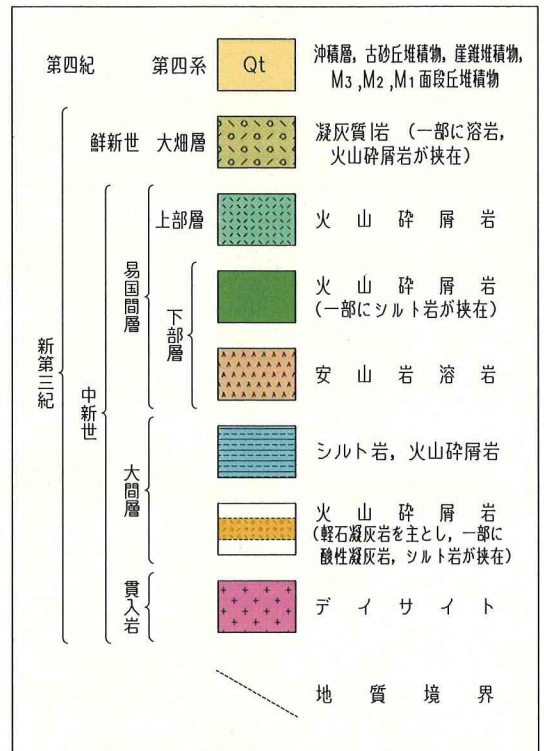 第四紀 第四系 Qt 沖積層，古砂丘堆積物，崖錐堆積物，
M3 ,M2 ,M1 面段丘堆積物
鮮新世 大畑層 凝灰質岩 （一部に溶岩，
火山砕屑岩が挟在）
上部層 火山砕屑岩
火山砕屑岩
(一部にシルト岩が挟在)
安山岩溶岩
下部層
易国間層
シルト岩，火山砕屑岩
火山砕屑岩
(軽石凝灰岩を主とし，一部に
酸性凝灰岩，シルト岩が挟在)
大間層
デイサイト
貫入岩
中新世
新第三紀
地質境界